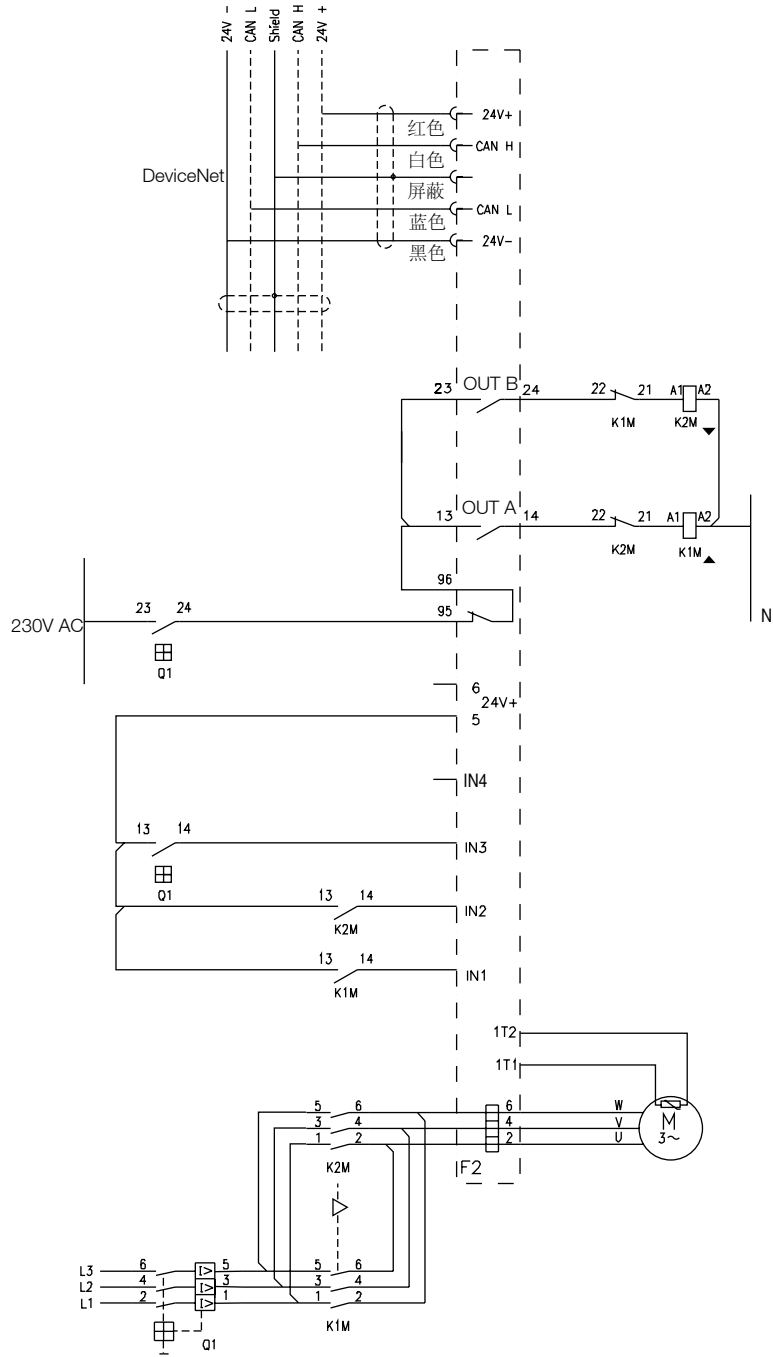 24V -
CAN L
Shield
CAN H
24V +
24V+
红色
CAN H
白色
DeviceNet
屏蔽
CAN L
蓝色
24V-
黑色
23 OUT B 24 22 21 A1 A2
K1M K2M
13 OUT A 14 22 21 A1 A2
K2M K1M
96
23 24 95
230V AC N
Q1
6
24V+
5
IN4
13 14
IN3
Q1
13 14
IN2
K2M
13 14
IN1
K1M
1T2
1T1
5 6 6 W
3 4 4 V M
1 2 2 U 3~
K2M F2
L3 6 I> 5 5 6
L2 4 I> 3 3 4
L1 2 I> 1 1 2
Q1 K1M